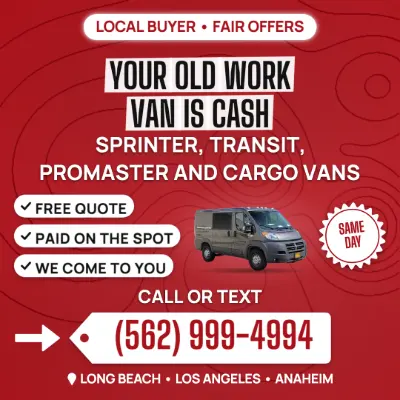 LOCAL BUYER • FAIR OFFERS
YOUR OLD WORK
VAN IS CASH
SPRINTER, TRANSIT,
PROMASTER AND CARGO VANS
FREE QUOTE
PAID ON THE SPOT
WE COME TO YOU
SAME
DAY
CALL OR TEXT
(562) 999-4994
LONG BEACH • LOS ANGELES • ANAHEIM